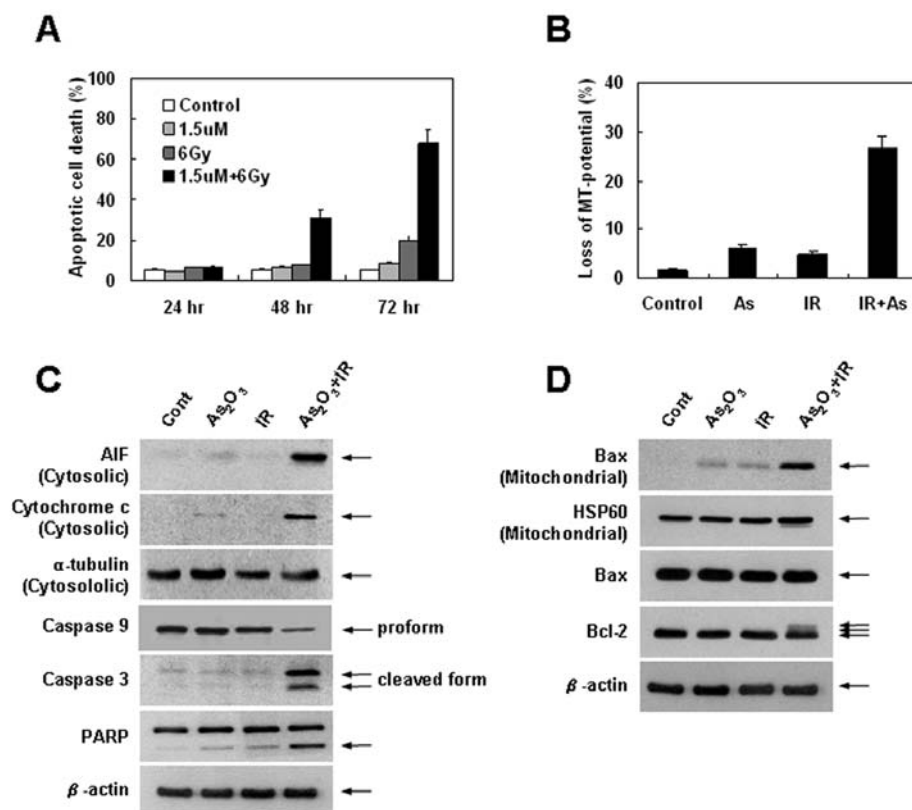 A
Apoptotic cell death (%)
100
80
60
40
20
0
Control
1.5uM
6Gy
1.5uM+6Gy
24 hr
48 hr
72 hr
B
Loss of MT-potential (%)
40
30
20
10
0
Control
As
IR
IR+As
C
Cont
As₂O₃
IR
As₂O₃+IR
AIF
(Cytosolic)
Cytochrome c
(Cytosolic)
α-tubulin
(Cytosololic)
Caspase 9
proform
Caspase 3
cleaved form
PARP
β-actin
D
Cont
As₂O₃
IR
As₂O₃+IR
Bax
(Mitochondrial)
HSP60
(Mitochondrial)
Bax
Bcl-2
β-actin